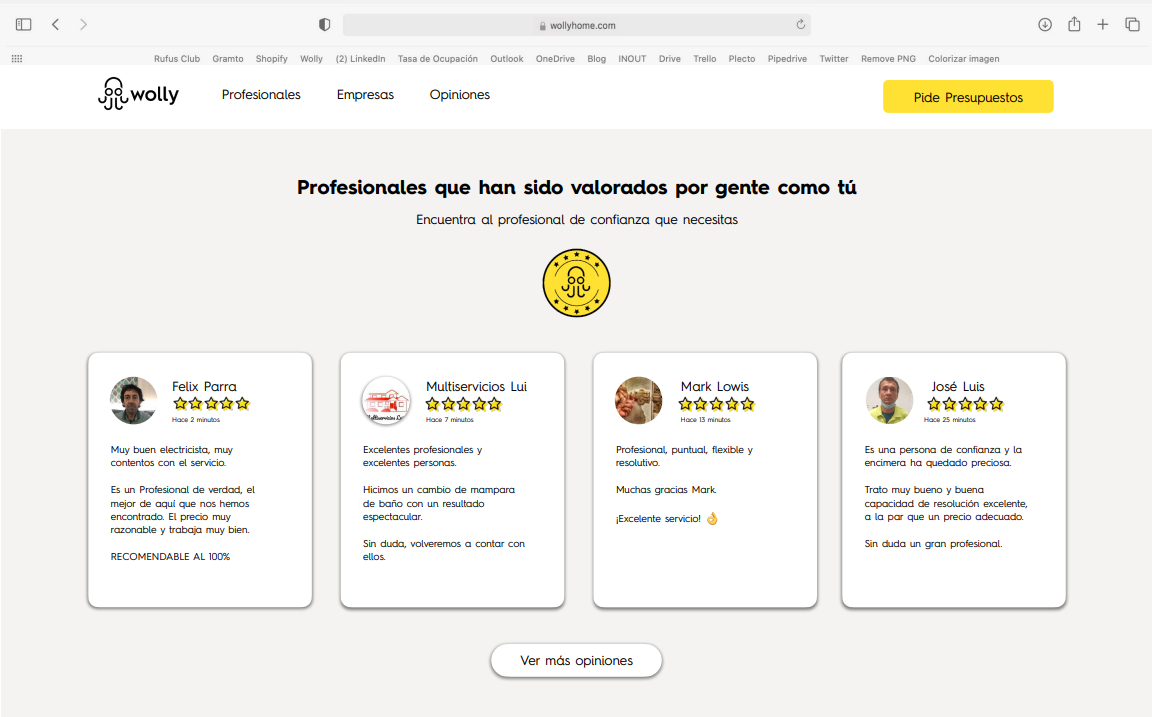 wollyhome.com
Rufus Club Gramto Shopify Wolly (2) LinkedIn Tasa de Ocupación Outlook OneDrive Blog INOUT Drive Trello Plecto Pipedrive Twitter Remove PNG Colorizar imagen
wolly Profesionales Empresas Opiniones Pide Presupuestos
Profesionales que han sido valorados por gente como tú
Encuentra al profesional de confianza que necesitas
Felix Parra
Hace 2 minutos
Muy buen electricista, muy
contentos con el servicio.
Es un Profesional de verdad, el
mejor de aquí que nos hemos
encontrado. El precio muy
razonable y trabaja muy bien.
RECOMENDABLE AL 100%
Multiservicios Lui
Hace 7 minutos
Excelentes profesionales y
excelentes personas.
Hicimos un cambio de mampara
de baño con un resultado
espectacular.
Sin duda, volveremos a contar con
ellos.
Mark Lowis
Hace 13 minutos
Profesional, puntual, flexible y
resolutivo.
Muchas gracias Mark.
¡Excelente servicio! 👌
José Luis
Hace 25 minutos
Es una persona de confianza y la
encimera ha quedado preciosa.
Trato muy bueno y buena
capacidad de resolución excelente,
a la par que un precio adecuado.
Sin duda un gran profesional.
Ver más opiniones